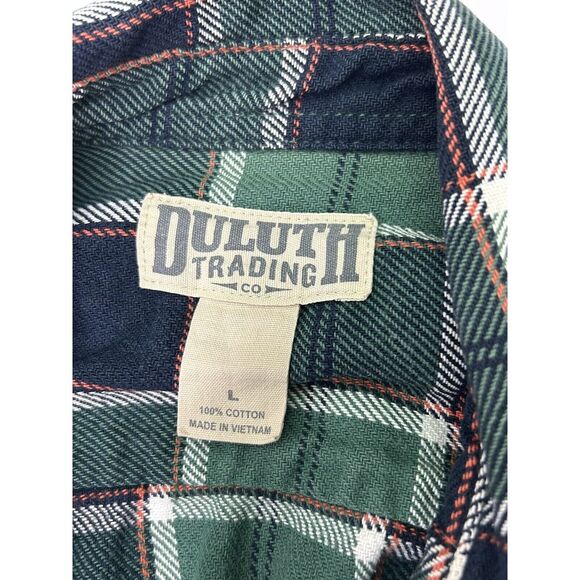 DULUTH
TRADING
CO
L
100% COTTON
MADE IN VIETNAM